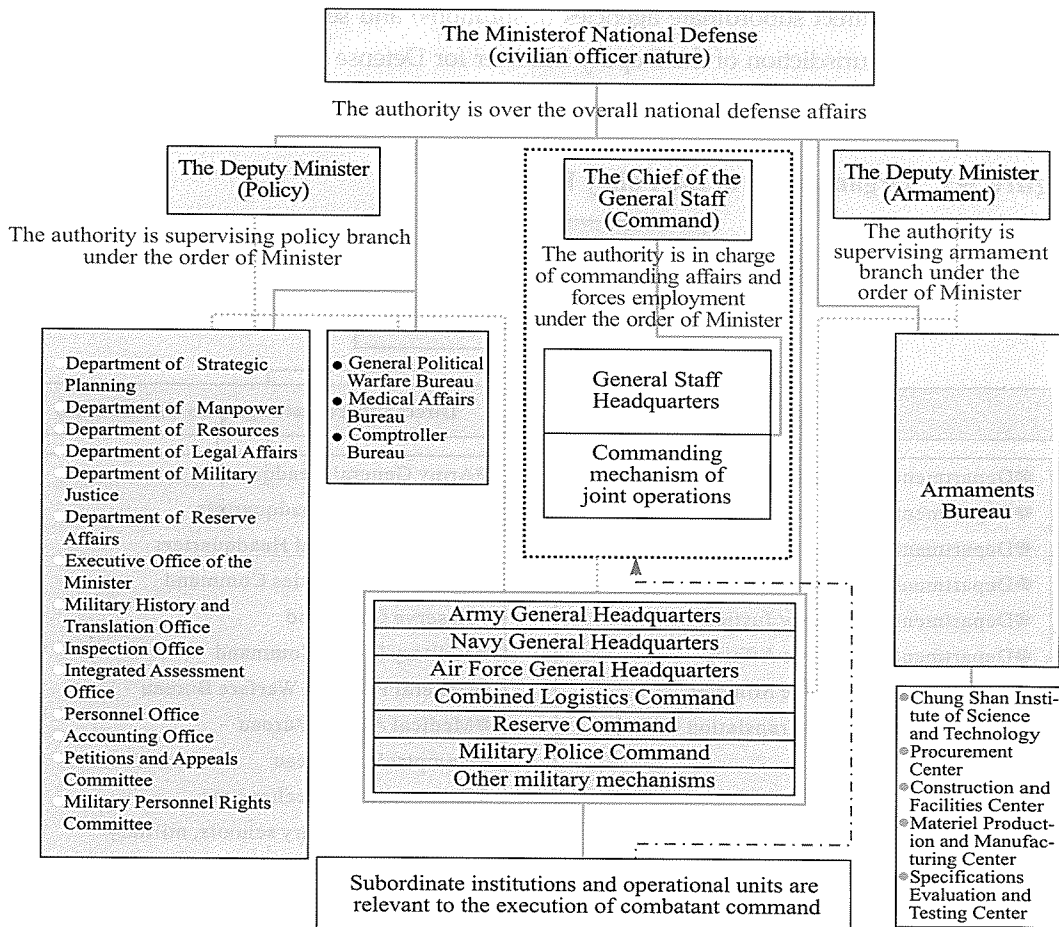 The Ministerof National Defense
(civilian officer nature)
The authority is over the overall national defense affairs
The Deputy Minister
(Policy)
The authority is supervising policy branch
under the order of Minister
The Chief of the
General Staff
(Command)
The authority is in charge
of commanding affairs and
forces employment
under the order of Minister
The Deputy Minister
(Armament)
The authority is
supervising armament
branch under the
order of Minister
Department of Strategic
Planning
Department of Manpower
Department of Resources
Department of Legal Affairs
Department of Military
Justice
Department of Reserve
Affairs
Executive Office of the
Minister
Military History and
Translation Office
Inspection Office
Integrated Assessment
Office
Personnel Office
Accounting Office
Petitions and Appeals
Committee
Military Personnel Rights
Committee
● General Political
Warfare Bureau
● Medical Affairs
Bureau
● Comptroller
Bureau
General Staff
Headquarters
Commanding
mechanism of
joint operations
Armaments
Bureau
Army General Headquarters
Navy General Headquarters
Air Force General Headquarters
Combined Logistics Command
Reserve Command
Military Police Command
Other military mechanisms
Chung Shan Insti-
tute of Science
and Technology
Procurement
Center
Construction and
Facilities Center
Materiel Product-
ion and Manufac-
turing Center
Specifications
Evaluation and
Testing Center
Subordinate institutions and operational units are
relevant to the execution of combatant command